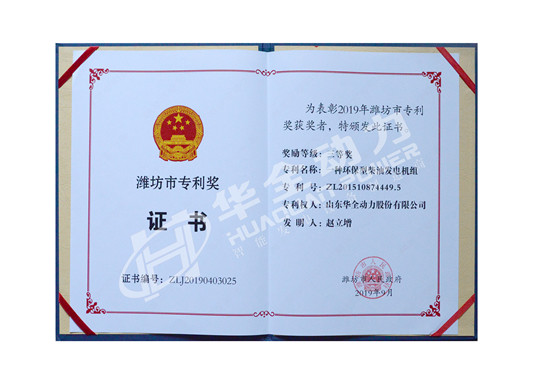 潍坊市专利奖
证书
证书编号：ZLJ20190403025
为表彰2019年潍坊市专利
奖获奖者，特颁发此证书。
奖励等级：二等奖
专利名称：一种环保型柴油发电机组
专利号：ZL201510874449.5
专利权人：山东华全动力股份有限公司
发明人：赵立增
潍坊市人民政府
2019年9月
华全动力
HUAQUAN POWER